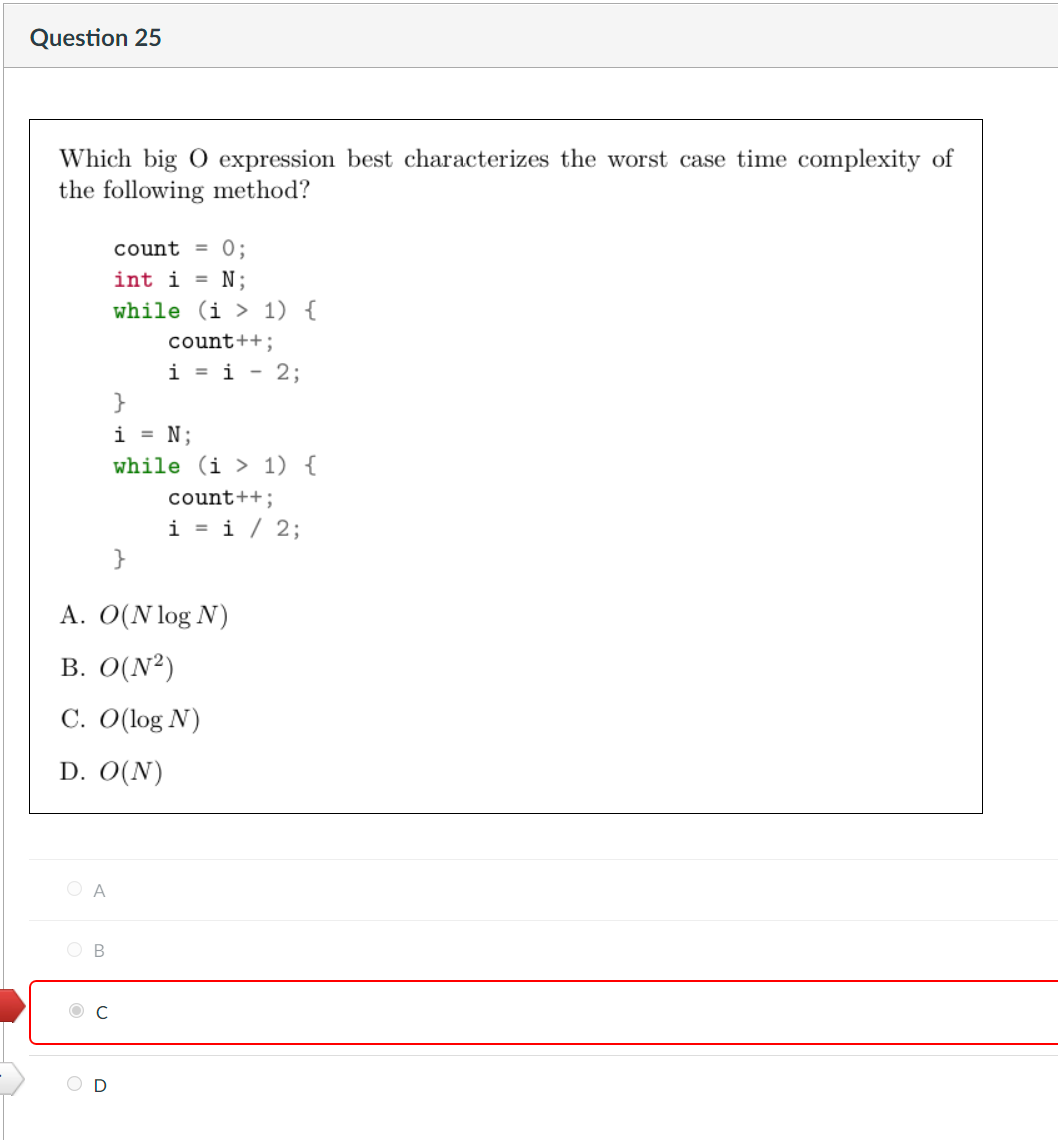 Question 25
Which big O expression best characterizes the worst case time complexity of
the following method?
count = 0;
int i = N;
while (i > 1) {
count++;
i = i - 2;
}
i = N;
while (i > 1) {
count++;
i = i / 2;
}
A. O(N log N)
B. O(N²)
C. O(log N)
D. O(N)
A
B
C
D